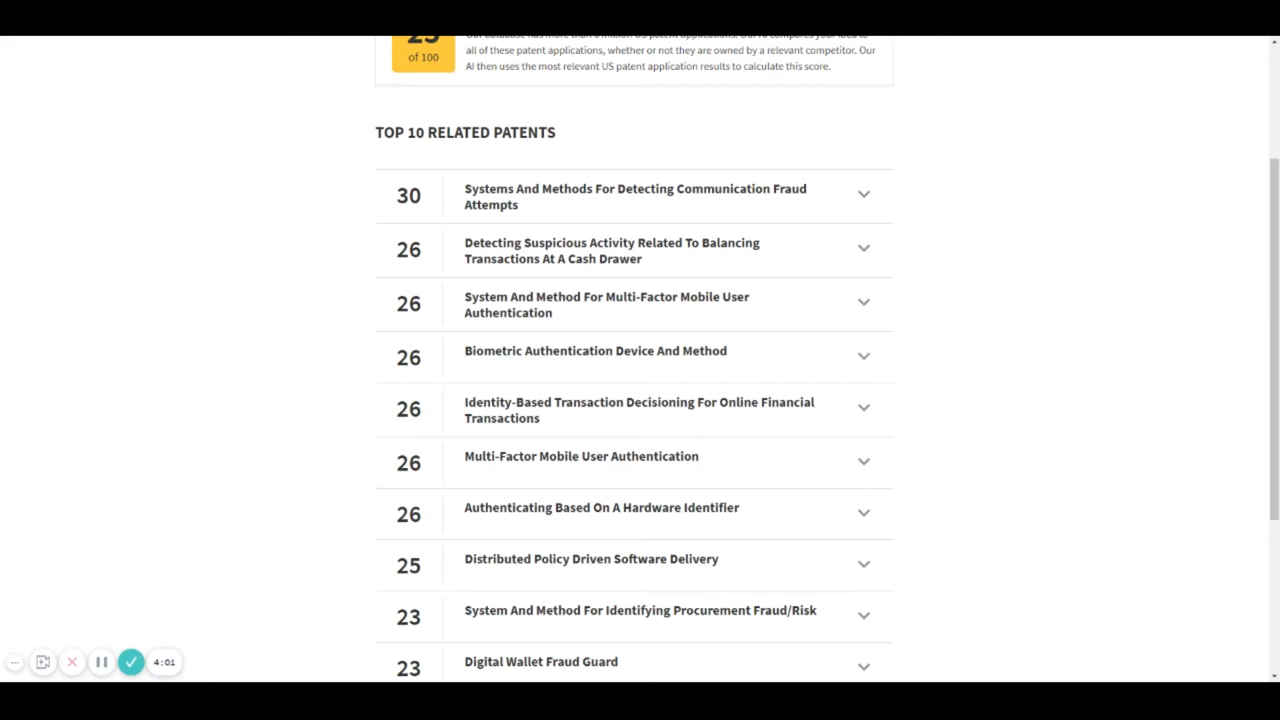 of 100
all of these patent applications, whether or not they are owned by a relevant competitor. Our
AI then uses the most relevant US patent application results to calculate this score.
TOP 10 RELATED PATENTS
30
Systems And Methods For Detecting Communication Fraud
Attempts
26
Detecting Suspicious Activity Related To Balancing
Transactions At A Cash Drawer
26
System And Method For Multi-Factor Mobile User
Authentication
26
Biometric Authentication Device And Method
26
Identity-Based Transaction Decisioning For Online Financial
Transactions
26
Multi-Factor Mobile User Authentication
26
Authenticating Based On A Hardware Identifier
25
Distributed Policy Driven Software Delivery
23
System And Method For Identifying Procurement Fraud/Risk
23
Digital Wallet Fraud Guard
4:01